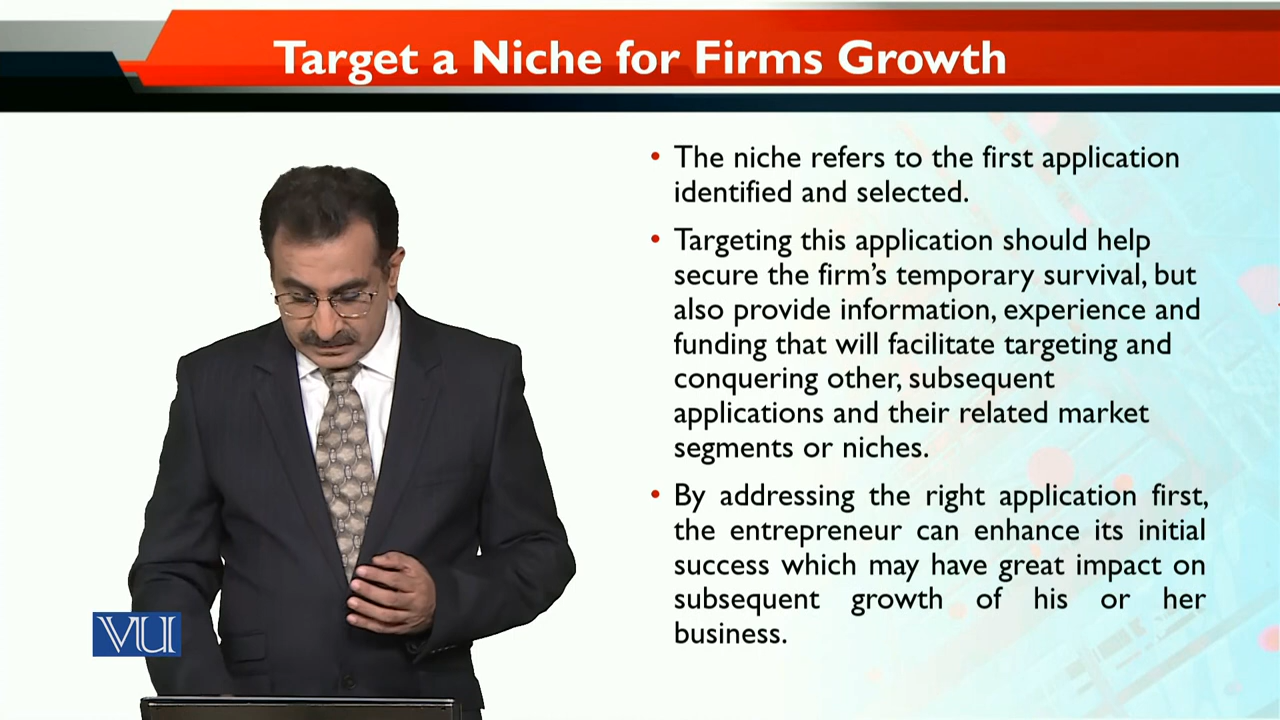 Target a Niche for Firms Growth
• The niche refers to the first application
identified and selected.
• Targeting this application should help
secure the firm's temporary survival, but
also provide information, experience and
funding that will facilitate targeting and
conquering other, subsequent
applications and their related market
segments or niches.
• By addressing the right application first,
the entrepreneur can enhance its initial
success which may have great impact on
subsequent growth of his or her
business.
VU